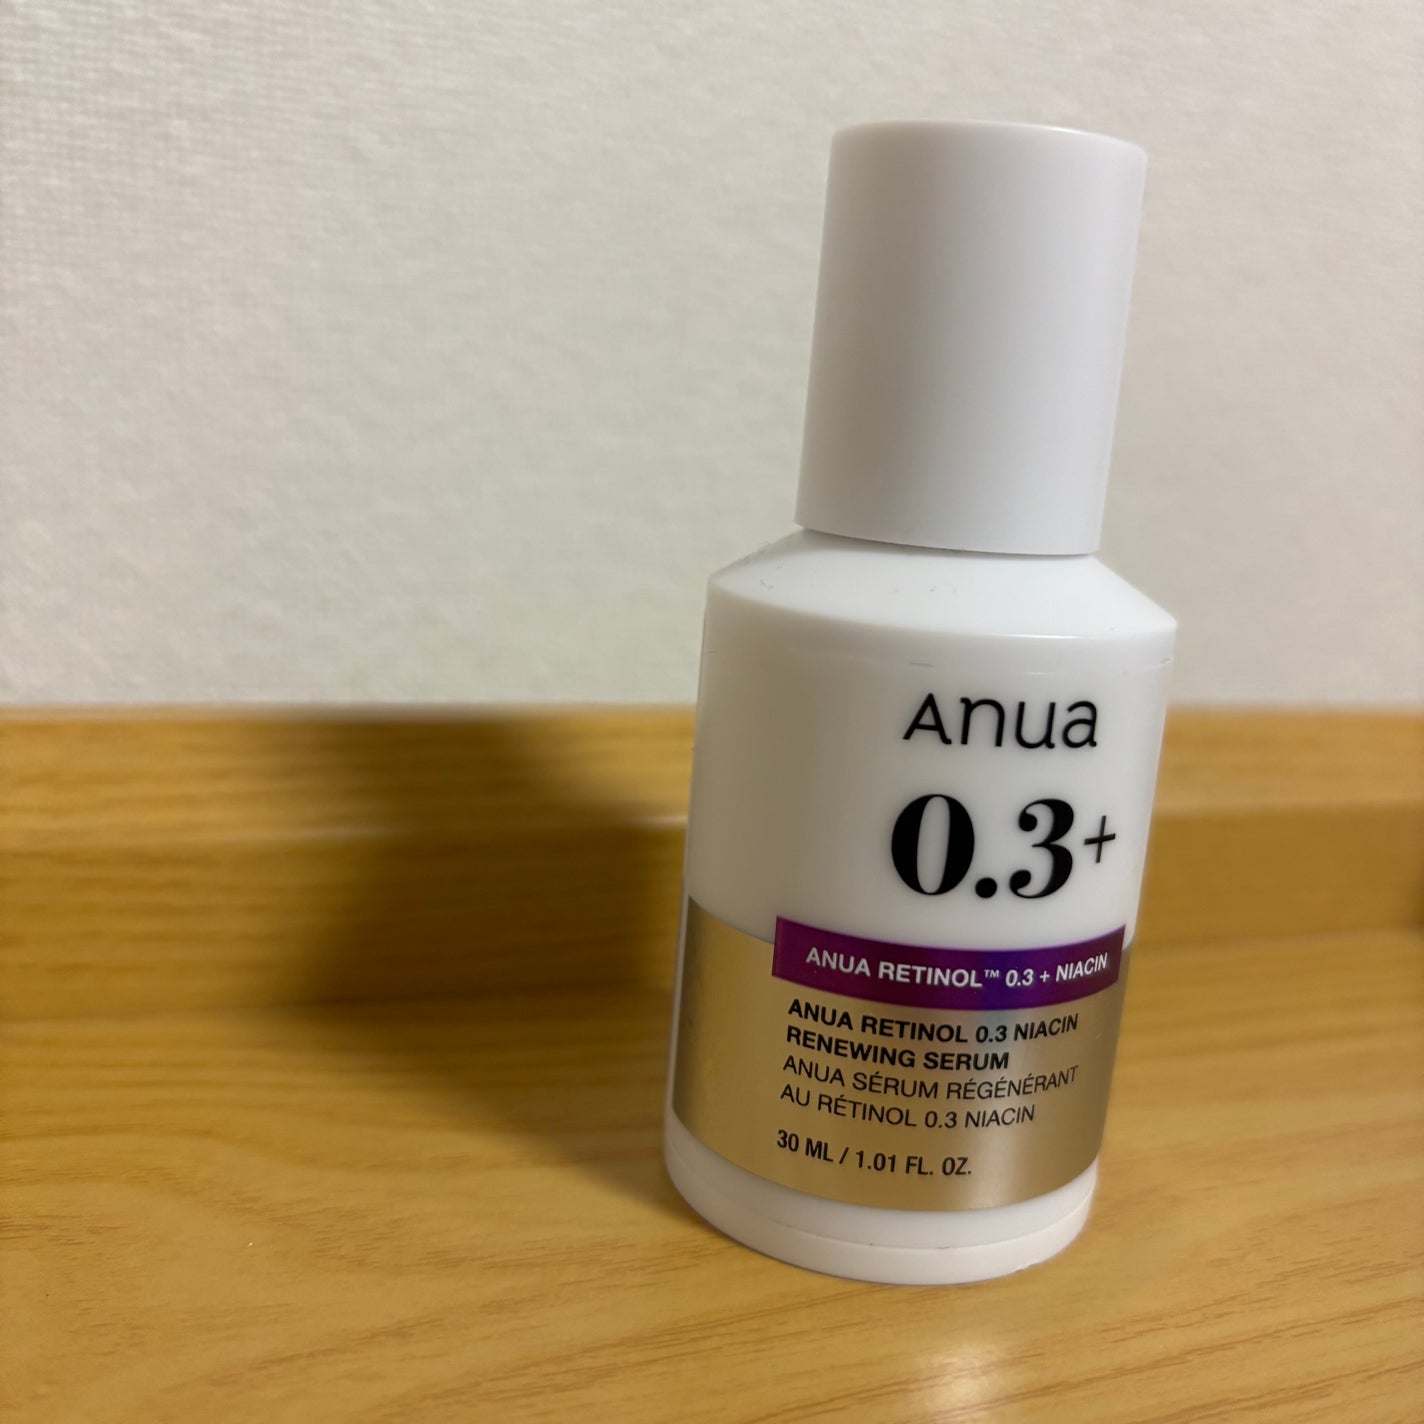 Anua
0.3+
ANUA RETINOL™ 0.3 + NIACIN
ANUA RETINOL 0.3 NIACIN
RENEWING SERUM
ANUA SÉRUM RÉGÉNÉRANT
AU RÉTINOL 0.3 NIACIN
30 ML / 1.01 FL. OZ.